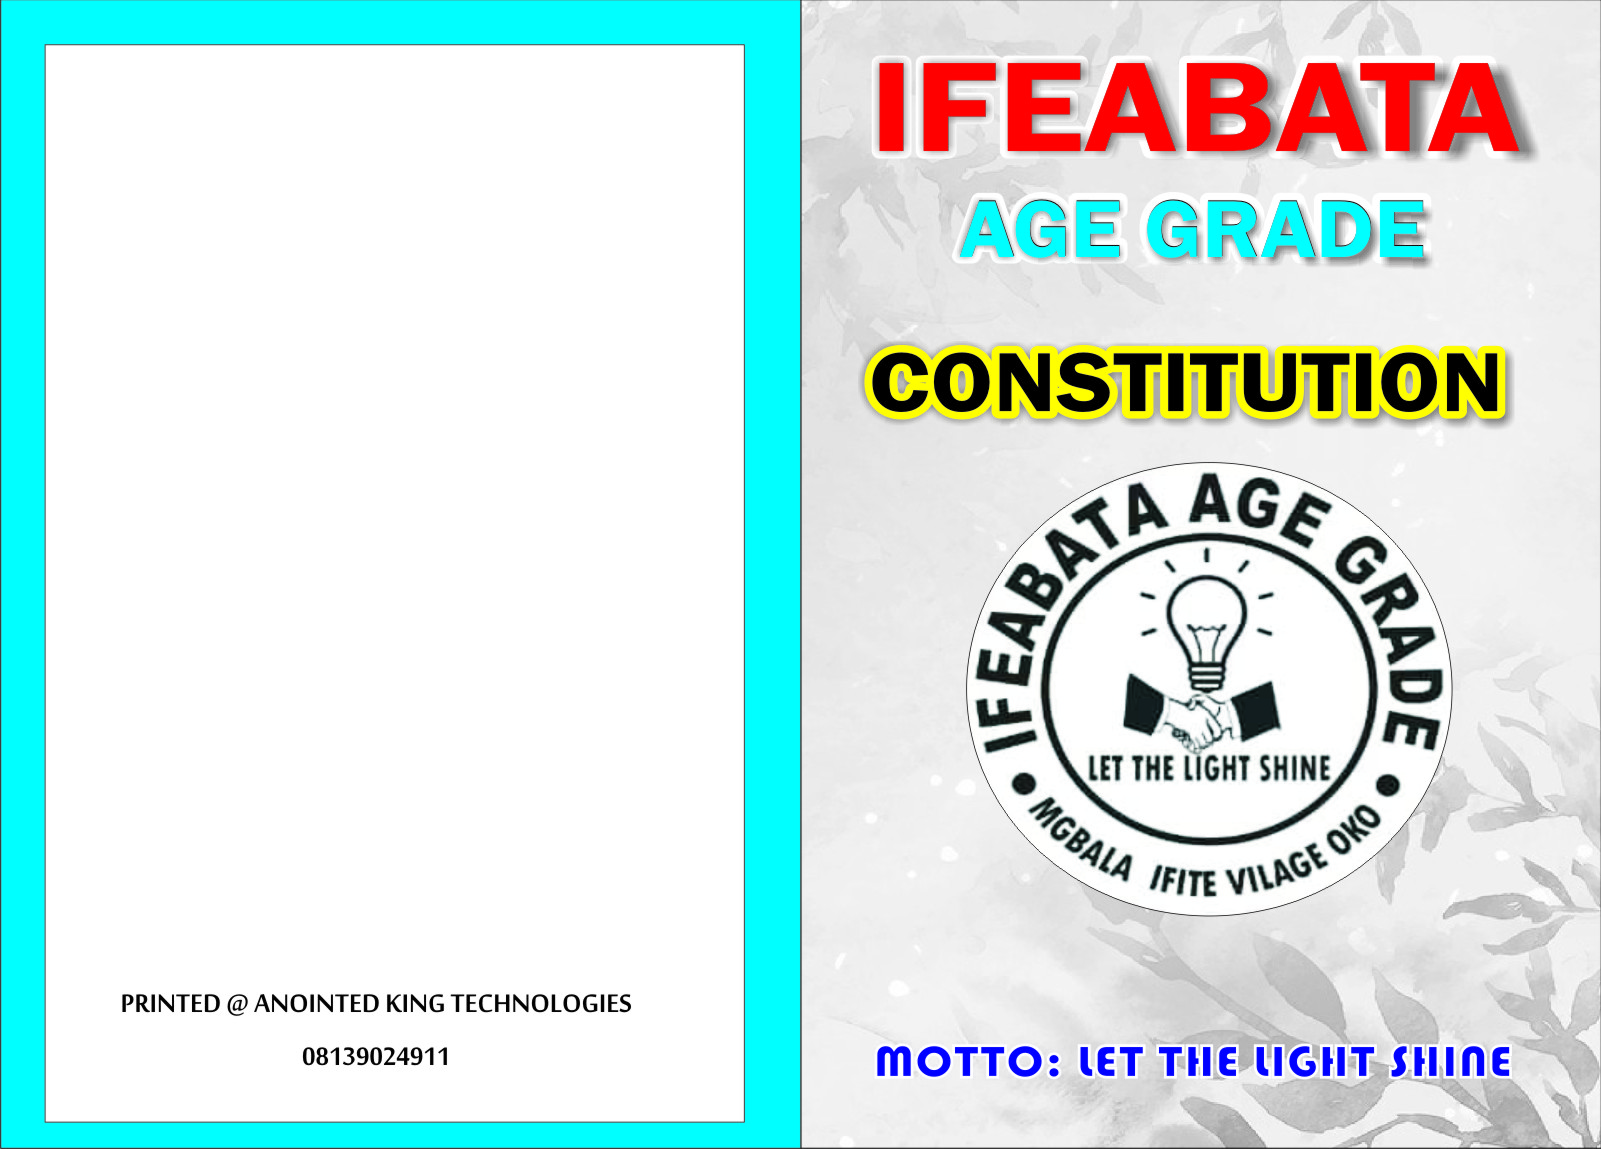 PRINTED @ ANOINTED KING TECHNOLOGIES
08139024911
IFEABATA
AGE GRADE
CONSTITUTION
IFEABATA AGE GRADE
LET THE LIGHT SHINE
MGBALA IFITE VILAGE OKO
MOTTO: LET THE LIGHT SHINE